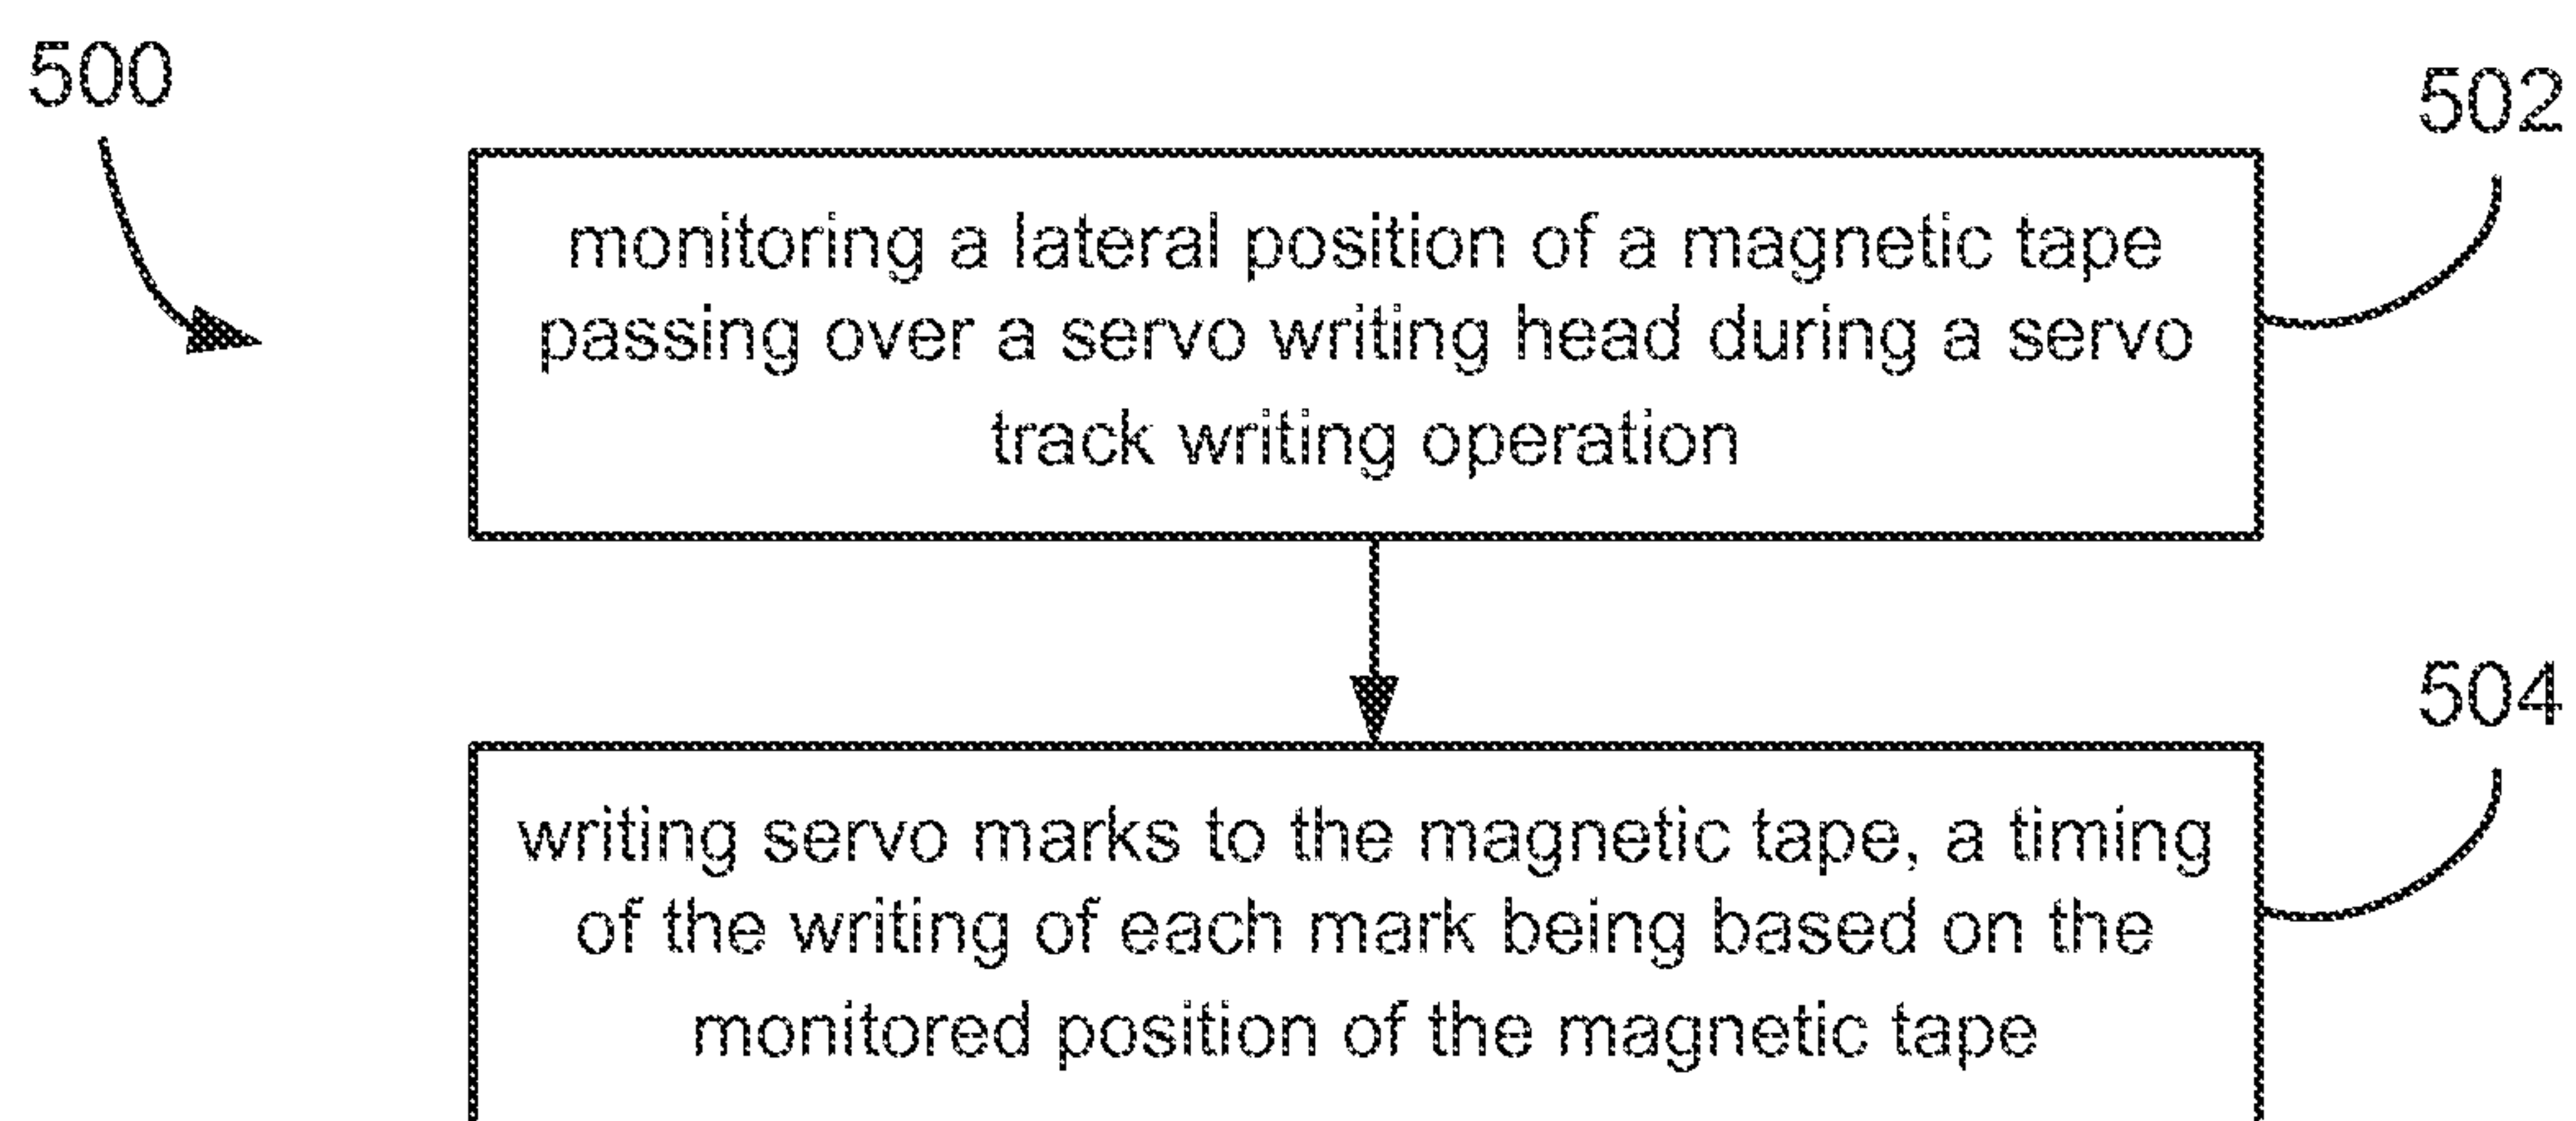 500
502
monitoring a lateral position of a magnetic tape
passing over a servo writing head during a servo
track writing operation
504
writing servo marks to the magnetic tape, a timing
of the writing of each mark being based on the
monitored position of the magnetic tape